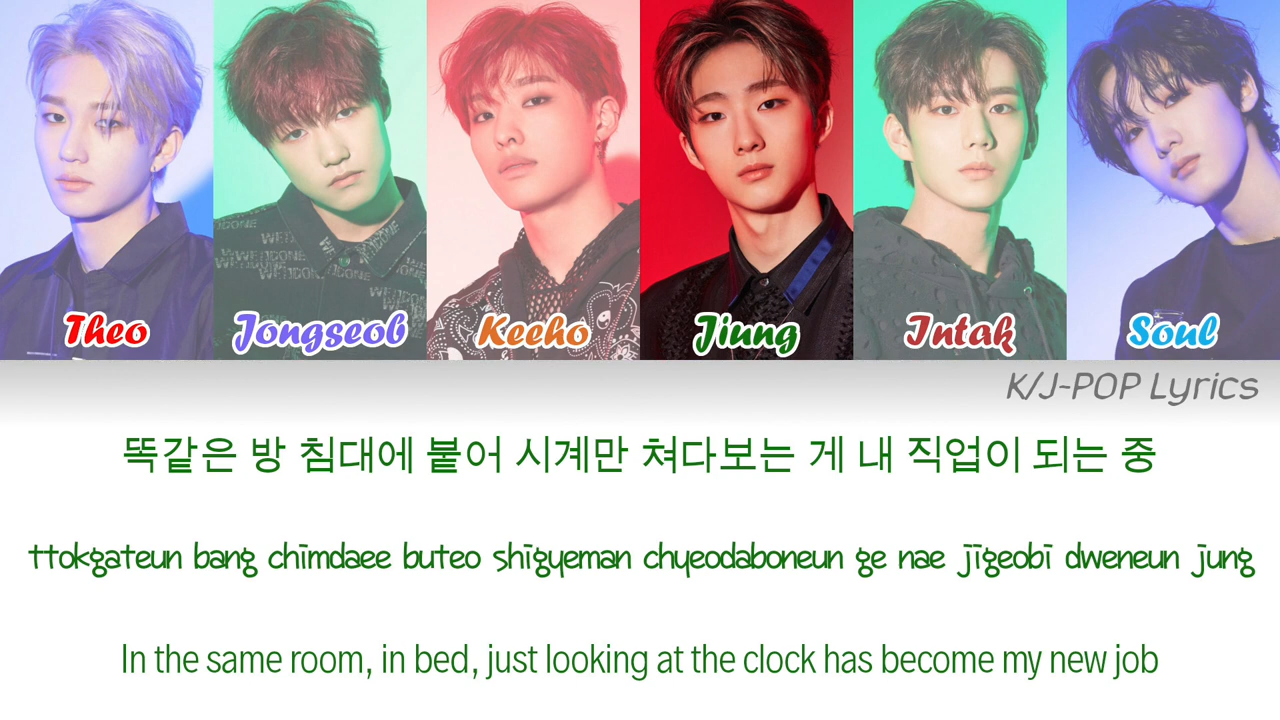 WE11DONE
WE11DONE
WE11DONE
Theo Jongseob Keeho Jiung Intak Soul
K/J-POP Lyrics
똑같은 방 침대에 붙어 시계만 쳐다보는 게 내 직업이 되는 중
ttokgateun bang chimdaee buteo shigyeman chyeodaboneun ge nae jigeobi dweneun jung
In the same room, in bed, just looking at the clock has become my new job